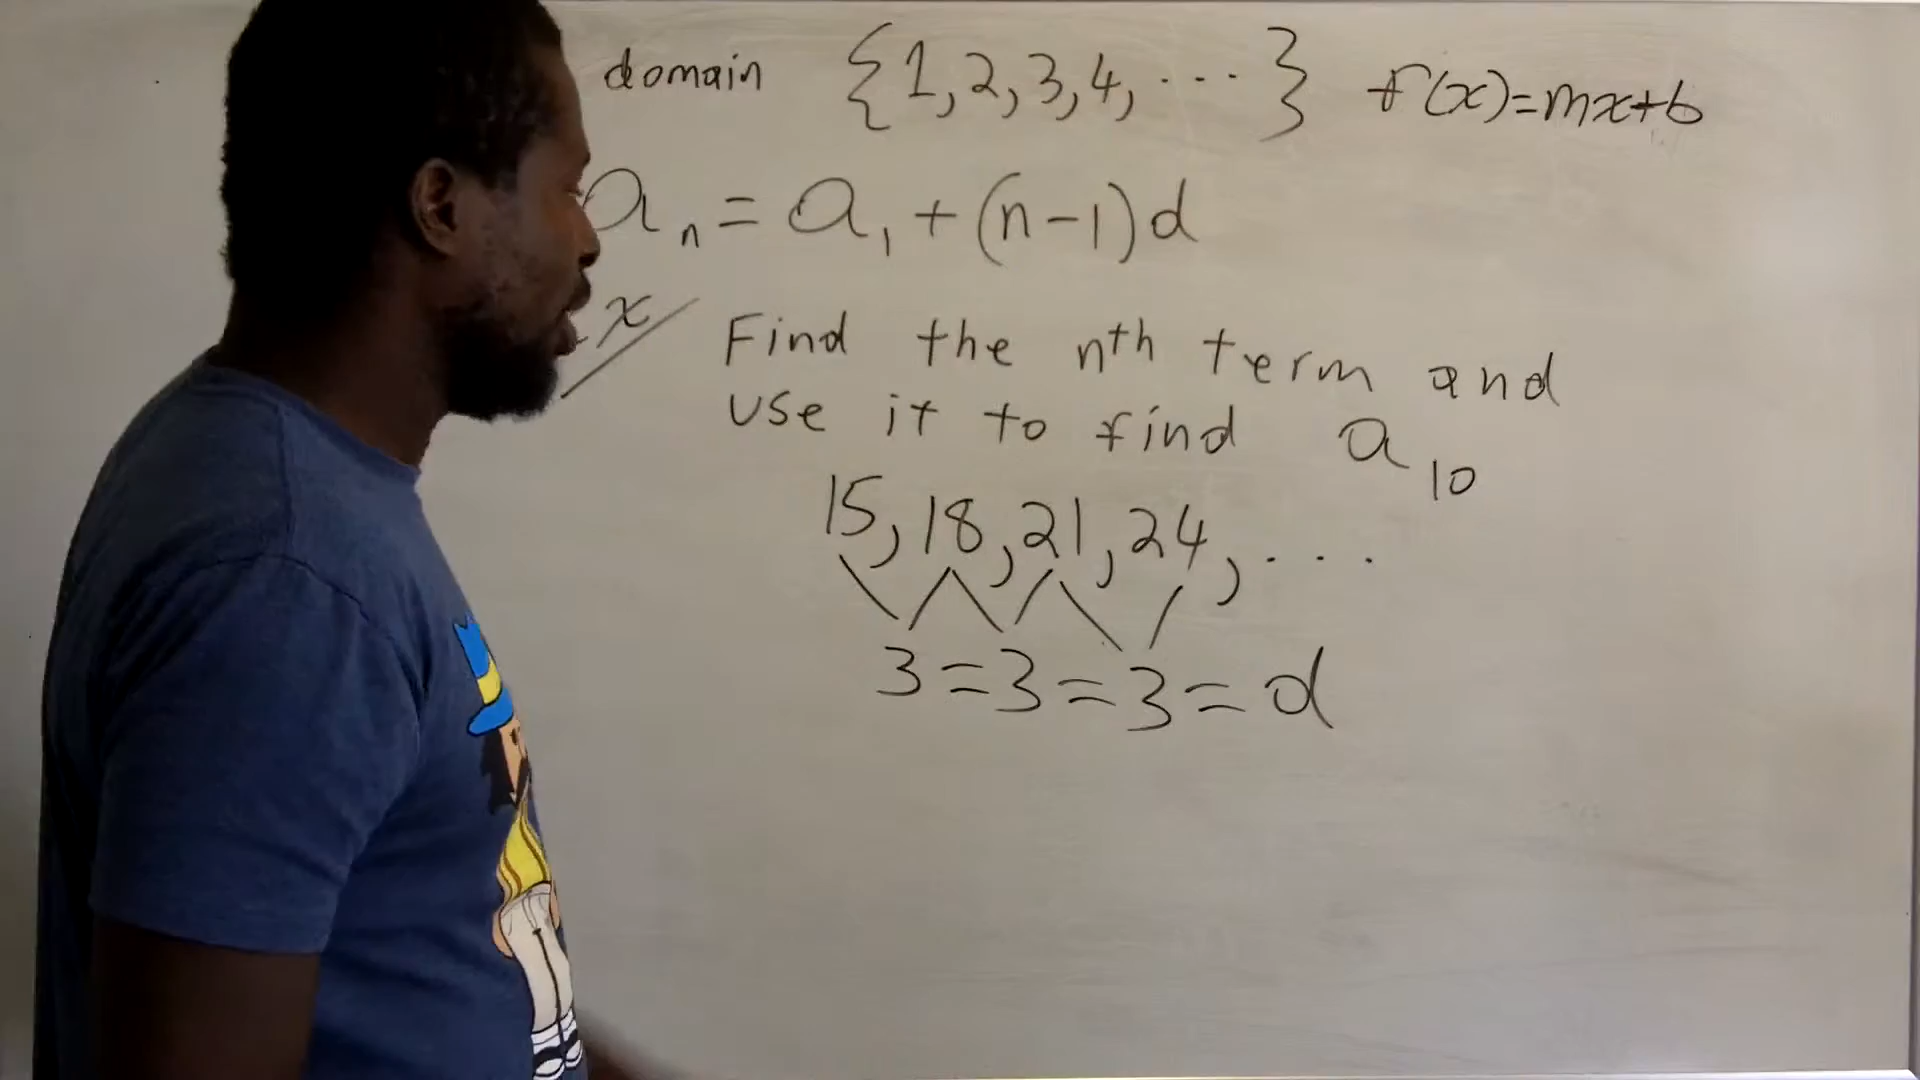 domain {1,2,3,4, ...} f(x)=mx+b
aₙ = a₁ + (n-1)d
x
Find the nᵗʰ term and
use it to find a₁₀
15, 18, 21, 24, ...
3=3=3=d